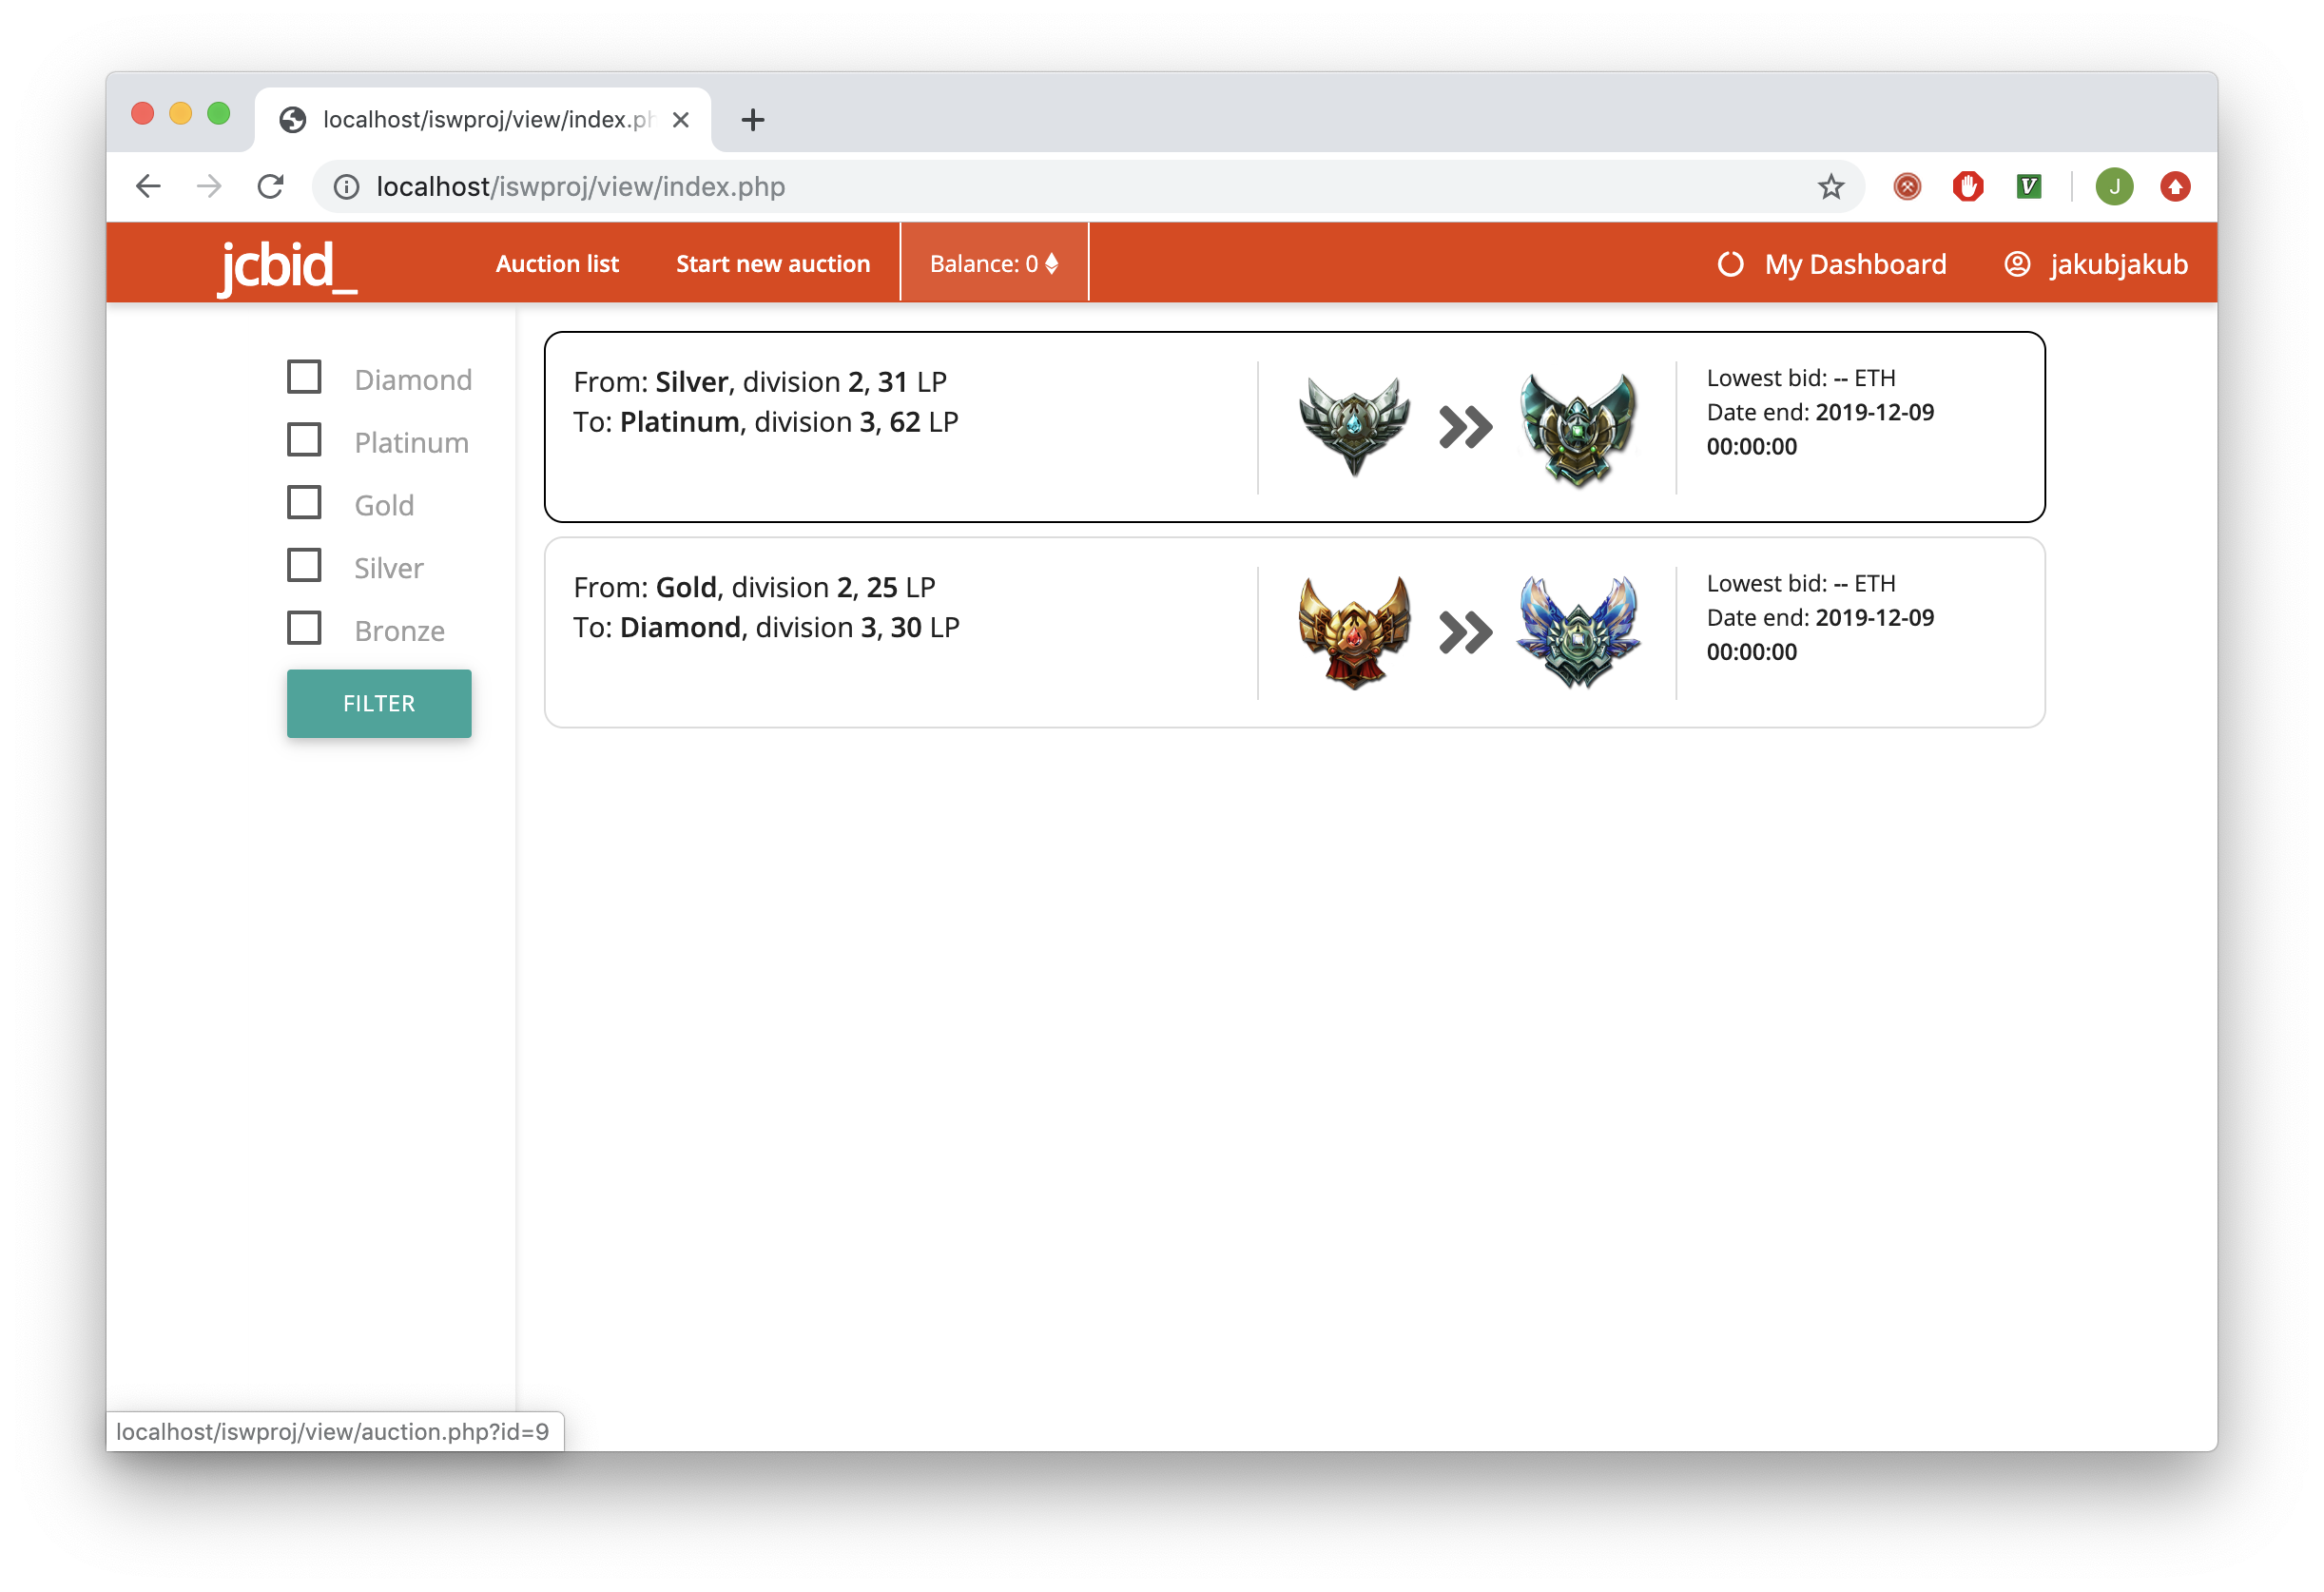 localhost/iswproj/view/index.ph
localhost/iswproj/view/index.php
J
jcbid_
Auction list
Start new auction
Balance: 0
My Dashboard
jakubjakub
Diamond
Platinum
Gold
Silver
Bronze
FILTER
From: Silver, division 2, 31 LP
To: Platinum, division 3, 62 LP
Lowest bid: -- ETH
Date end: 2019-12-09
00:00:00
From: Gold, division 2, 25 LP
To: Diamond, division 3, 30 LP
Lowest bid: -- ETH
Date end: 2019-12-09
00:00:00
localhost/iswproj/view/auction.php?id=9